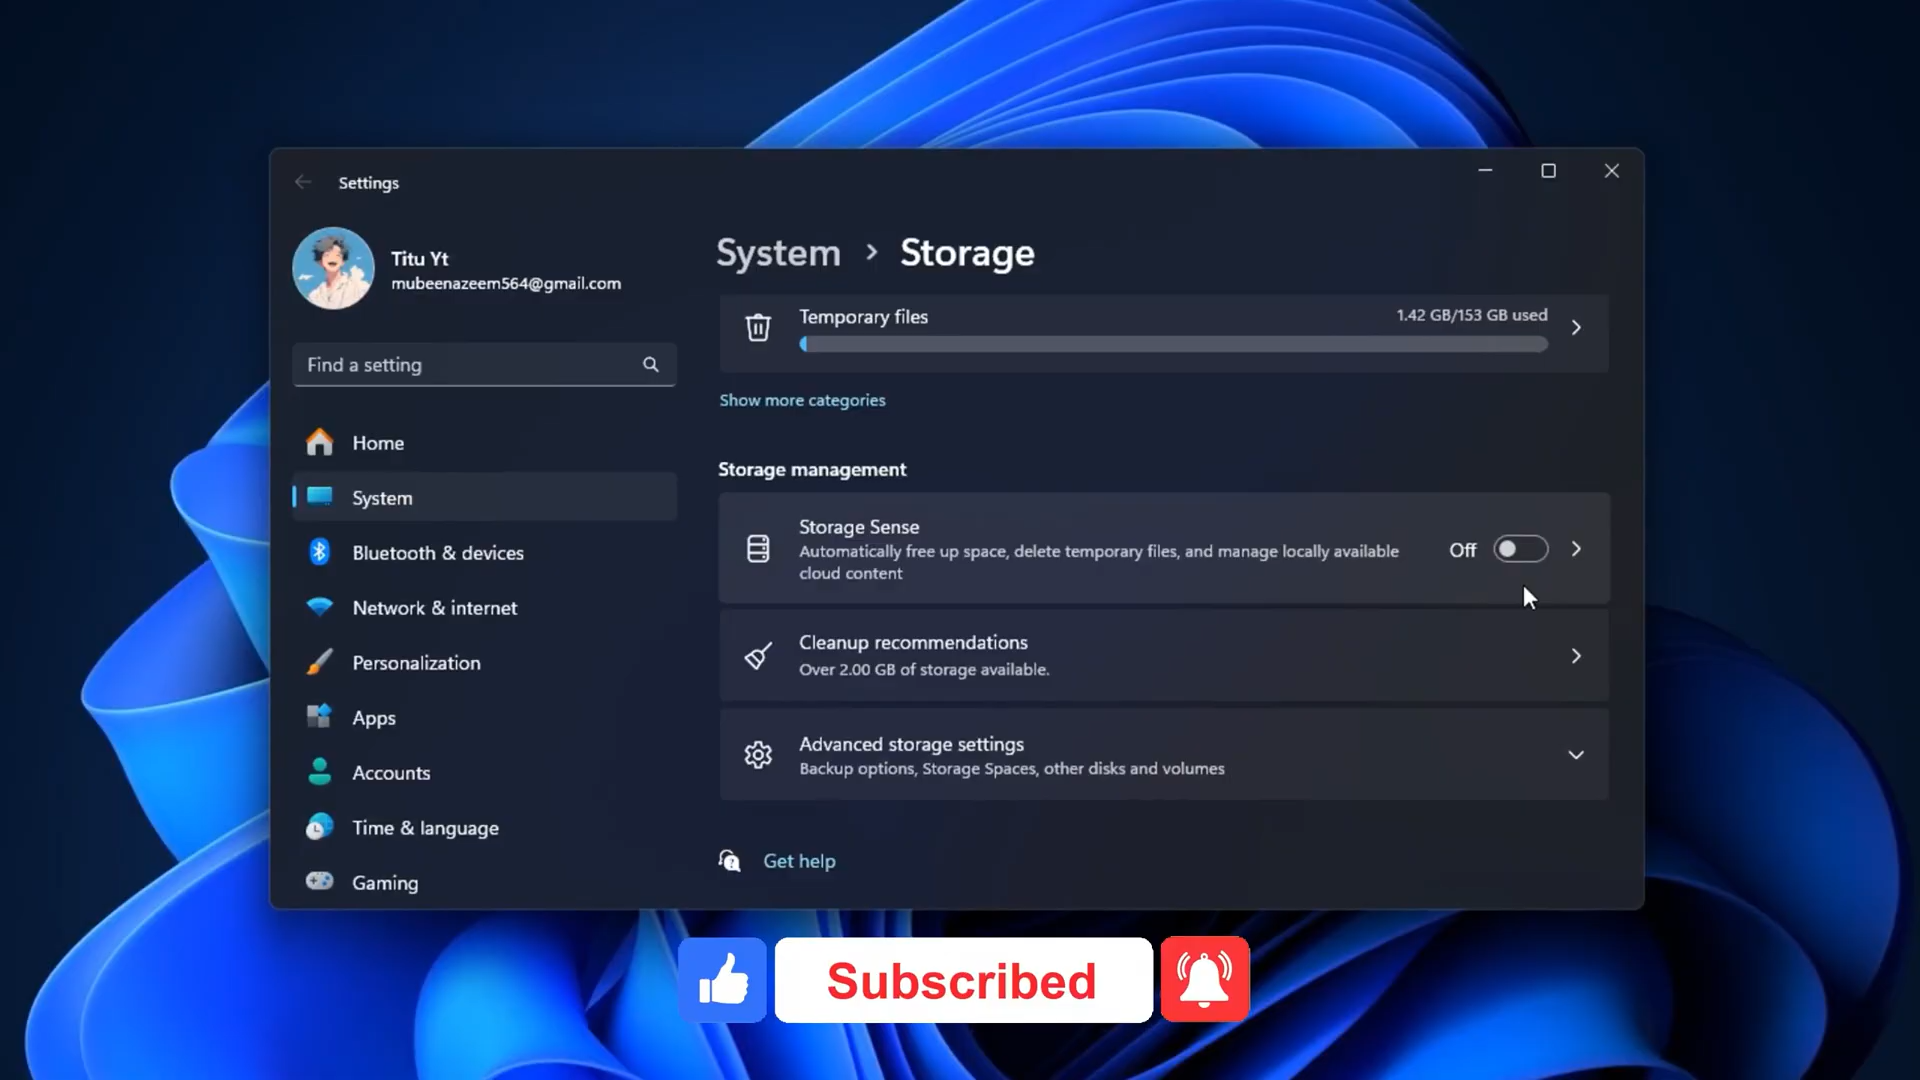 Settings
Titu Yt
mubeenazeem564@gmail.com
Find a setting
Home
System
Bluetooth & devices
Network & internet
Personalization
Apps
Accounts
Time & language
Gaming
System > Storage
Temporary files
1.42 GB/153 GB used
Show more categories
Storage management
Storage Sense
Automatically free up space, delete temporary files, and manage locally available
cloud content
Off
Cleanup recommendations
Over 2.00 GB of storage available.
Advanced storage settings
Backup options, Storage Spaces, other disks and volumes
Get help
Subscribed